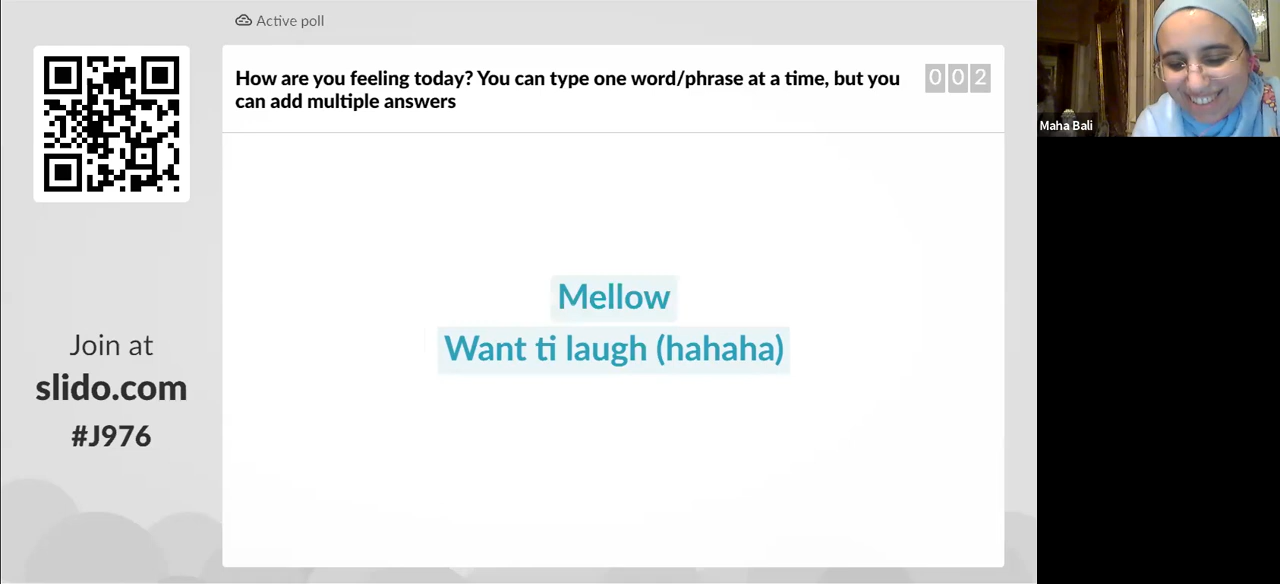 Active poll
How are you feeling today? You can type one word/phrase at a time, but you
can add multiple answers
002
Maha Bali
Mellow
Want ti laugh (hahaha)
Join at
slido.com
#J976